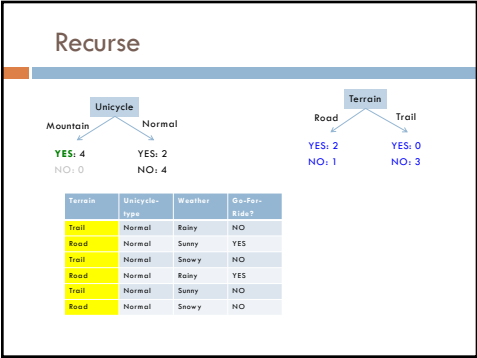 Recurse
Unicycle
Mountain Normal
YES: 4 YES: 2
NO: 0 NO: 4
Terrain
Road Trail
YES: 2 YES: 0
NO: 1 NO: 3
Terrain Unicycle-type Weather Go-For-Ride?
Trail Normal Rainy NO
Road Normal Sunny YES
Trail Normal Snowy NO
Road Normal Rainy YES
Trail Normal Sunny NO
Road Normal Snowy NO